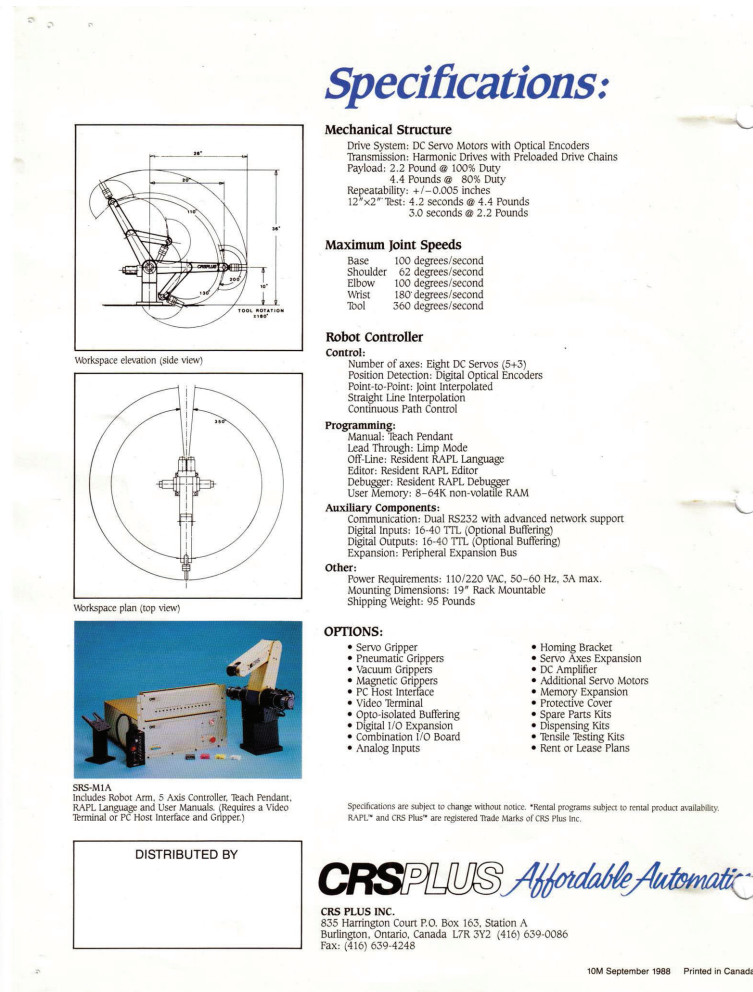 Specifications:
Mechanical Structure
Drive System: DC Servo Motors with Optical Encoders
Transmission: Harmonic Drives with Preloaded Drive Chains
Payload: 2.2 Pound @ 100% Duty
4.4 Pounds @ 80% Duty
Repeatability: +/−0.005 inches
12"×2" Test: 4.2 seconds @ 4.4 Pounds
3.0 seconds @ 2.2 Pounds
Maximum Joint Speeds
Base 100 degrees/second
Shoulder 62 degrees/second
Elbow 100 degrees/second
Wrist 180 degrees/second
Tool 360 degrees/second
Robot Controller
Control:
Number of axes: Eight DC Servos (5+3)
Position Detection: Digital Optical Encoders
Point-to-Point: Joint Interpolated
Straight Line Interpolation
Continuous Path Control
Programming:
Manual: Teach Pendant
Lead Through: Limp Mode
Off-Line: Resident RAPL Language
Editor: Resident RAPL Editor
Debugger: Resident RAPL Debugger
User Memory: 8–64K non-volatile RAM
Auxiliary Components:
Communication: Dual RS232 with advanced network support
Digital Inputs: 16-40 TTL (Optional Buffering)
Digital Outputs: 16-40 TTL (Optional Buffering)
Expansion: Peripheral Expansion Bus
Other:
Power Requirements: 110/220 VAC, 50–60 Hz, 3A max.
Mounting Dimensions: 19" Rack Mountable
Shipping Weight: 95 Pounds
OPTIONS:
• Servo Gripper
• Pneumatic Grippers
• Vacuum Grippers
• Magnetic Grippers
• PC Host Interface
• Video Terminal
• Opto-isolated Buffering
• Digital I/O Expansion
• Combination I/O Board
• Analog Inputs
• Homing Bracket
• Servo Axes Expansion
• DC Amplifier
• Additional Servo Motors
• Memory Expansion
• Protective Cover
• Spare Parts Kits
• Dispensing Kits
• Tensile Testing Kits
• Rent or Lease Plans
Specifications are subject to change without notice. *Rental programs subject to rental product availability.
RAPL™ and CRS Plus™ are registered Trade Marks of CRS Plus Inc.
26"
20"
110°
36"
CRSPLUS
200°
10"
130°
TOOL ROTATION
±180°
Workspace elevation (side view)
350°
Workspace plan (top view)
SRS-M1A
Includes Robot Arm, 5 Axis Controller, Teach Pendant,
RAPL Language and User Manuals. (Requires a Video
Terminal or PC Host Interface and Gripper.)
DISTRIBUTED BY
CRSPLUS Affordable Automatio
CRS PLUS INC.
835 Harrington Court P.O. Box 163, Station A
Burlington, Ontario, Canada L7R 3Y2 (416) 639-0086
Fax: (416) 639-4248
10M September 1988 Printed in Canada